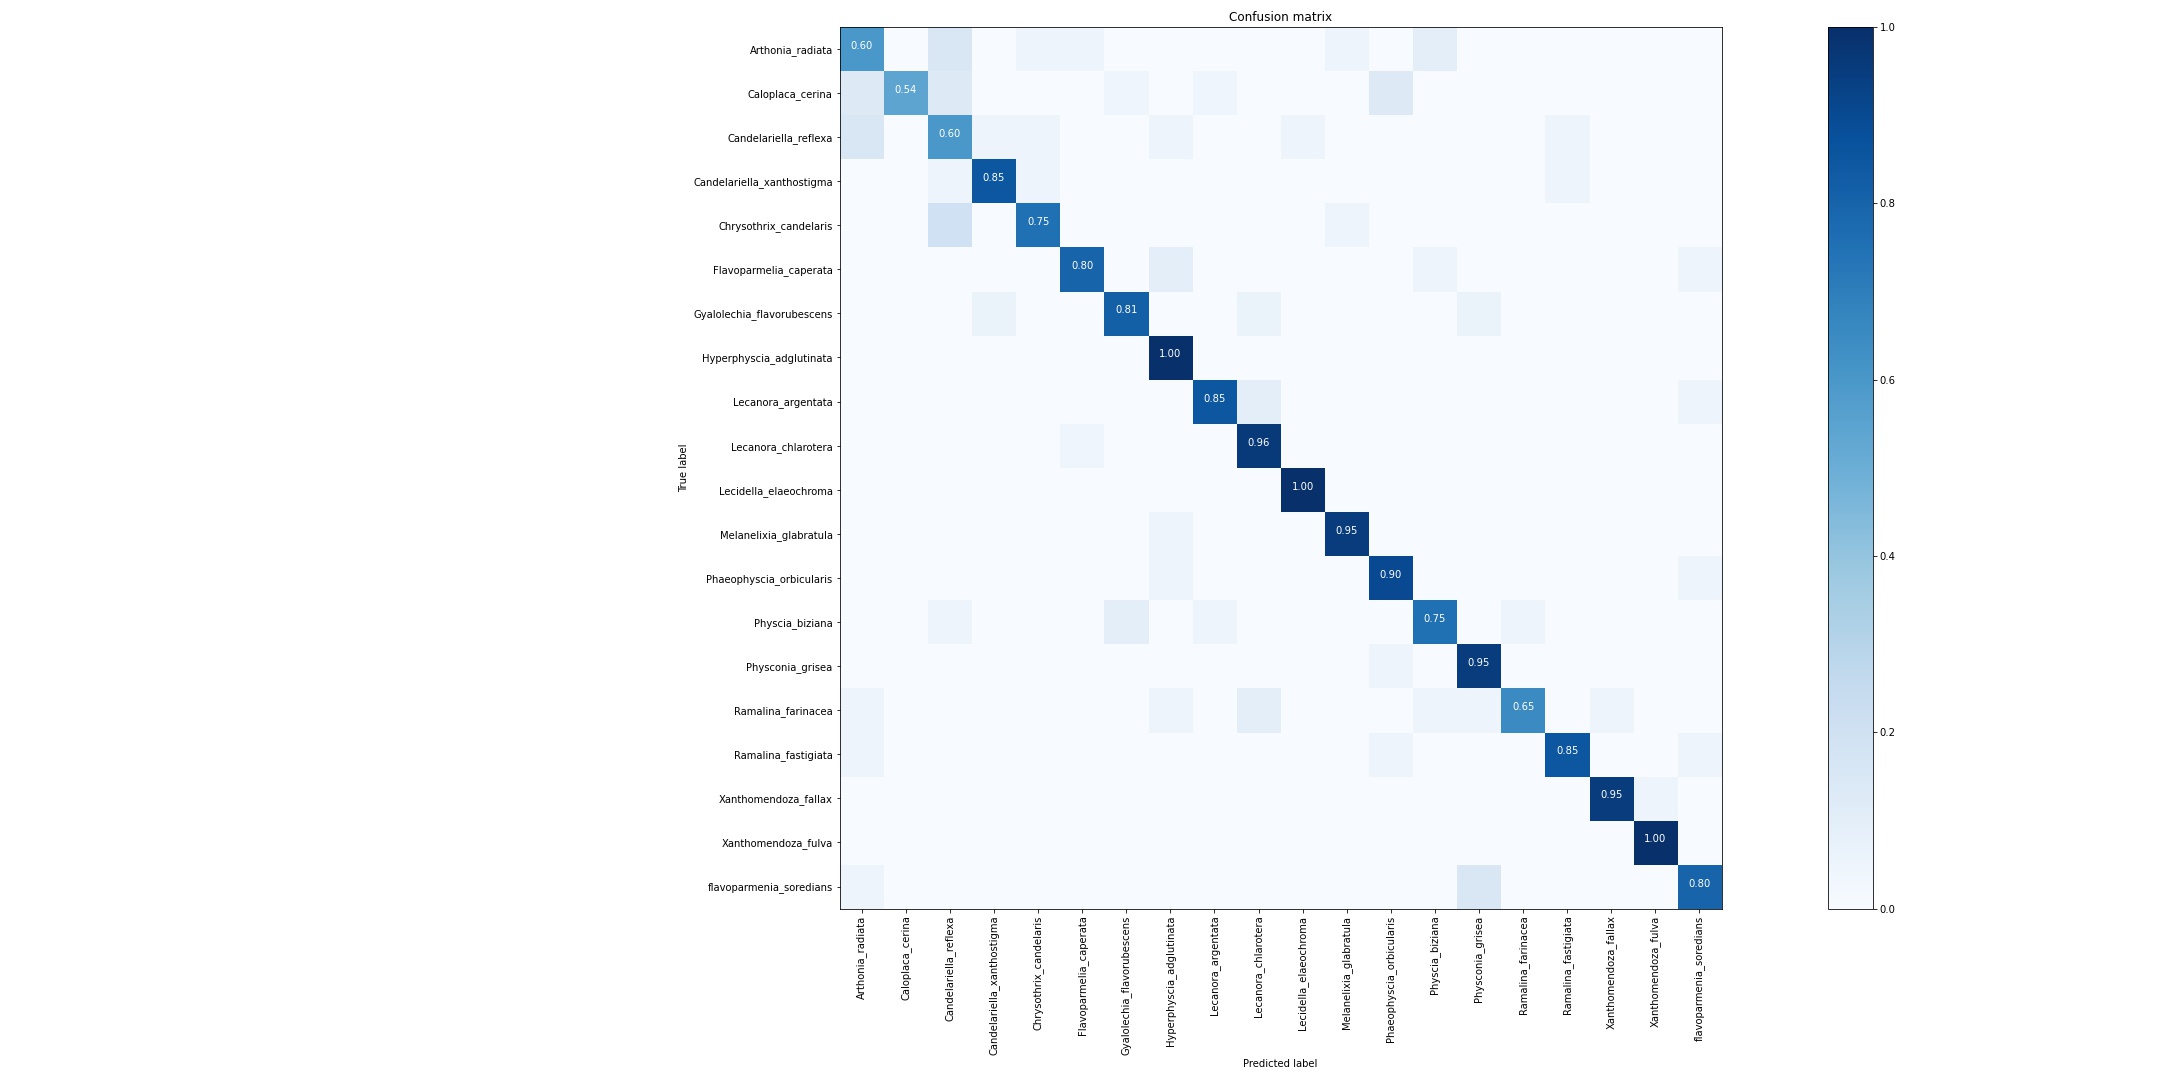 Confusion matrix
Arthonia_radiata
Caloplaca_cerina
Candelariella_reflexa
Candelariella_xanthostigma
Chrysothrix_candelaris
Flavoparmelia_caperata
Gyalolechia_flavorubescens
Hyperphyscia_adglutinata
Lecanora_argentata
Lecanora_chlarotera
Lecidella_elaeochroma
Melanelixia_glabratula
Phaeophyscia_orbicularis
Physcia_biziana
Physconia_grisea
Ramalina_farinacea
Ramalina_fastigiata
Xanthomendoza_fallax
Xanthomendoza_fulva
flavoparmenia_soredians
True label
0.60
0.54
0.60
0.85
0.75
0.80
0.81
1.00
0.85
0.96
1.00
0.95
0.90
0.75
0.95
0.65
0.85
0.95
1.00
0.80
Arthonia_radiata
Caloplaca_cerina
Candelariella_reflexa
Candelariella_xanthostigma
Chrysothrix_candelaris
Flavoparmelia_caperata
Gyalolechia_flavorubescens
Hyperphyscia_adglutinata
Lecanora_argentata
Lecanora_chlarotera
Lecidella_elaeochroma
Melanelixia_glabratula
Phaeophyscia_orbicularis
Physcia_biziana
Physconia_grisea
Ramalina_farinacea
Ramalina_fastigiata
Xanthomendoza_fallax
Xanthomendoza_fulva
flavoparmenia_soredians
Predicted label
1.0
0.8
0.6
0.4
0.2
0.0